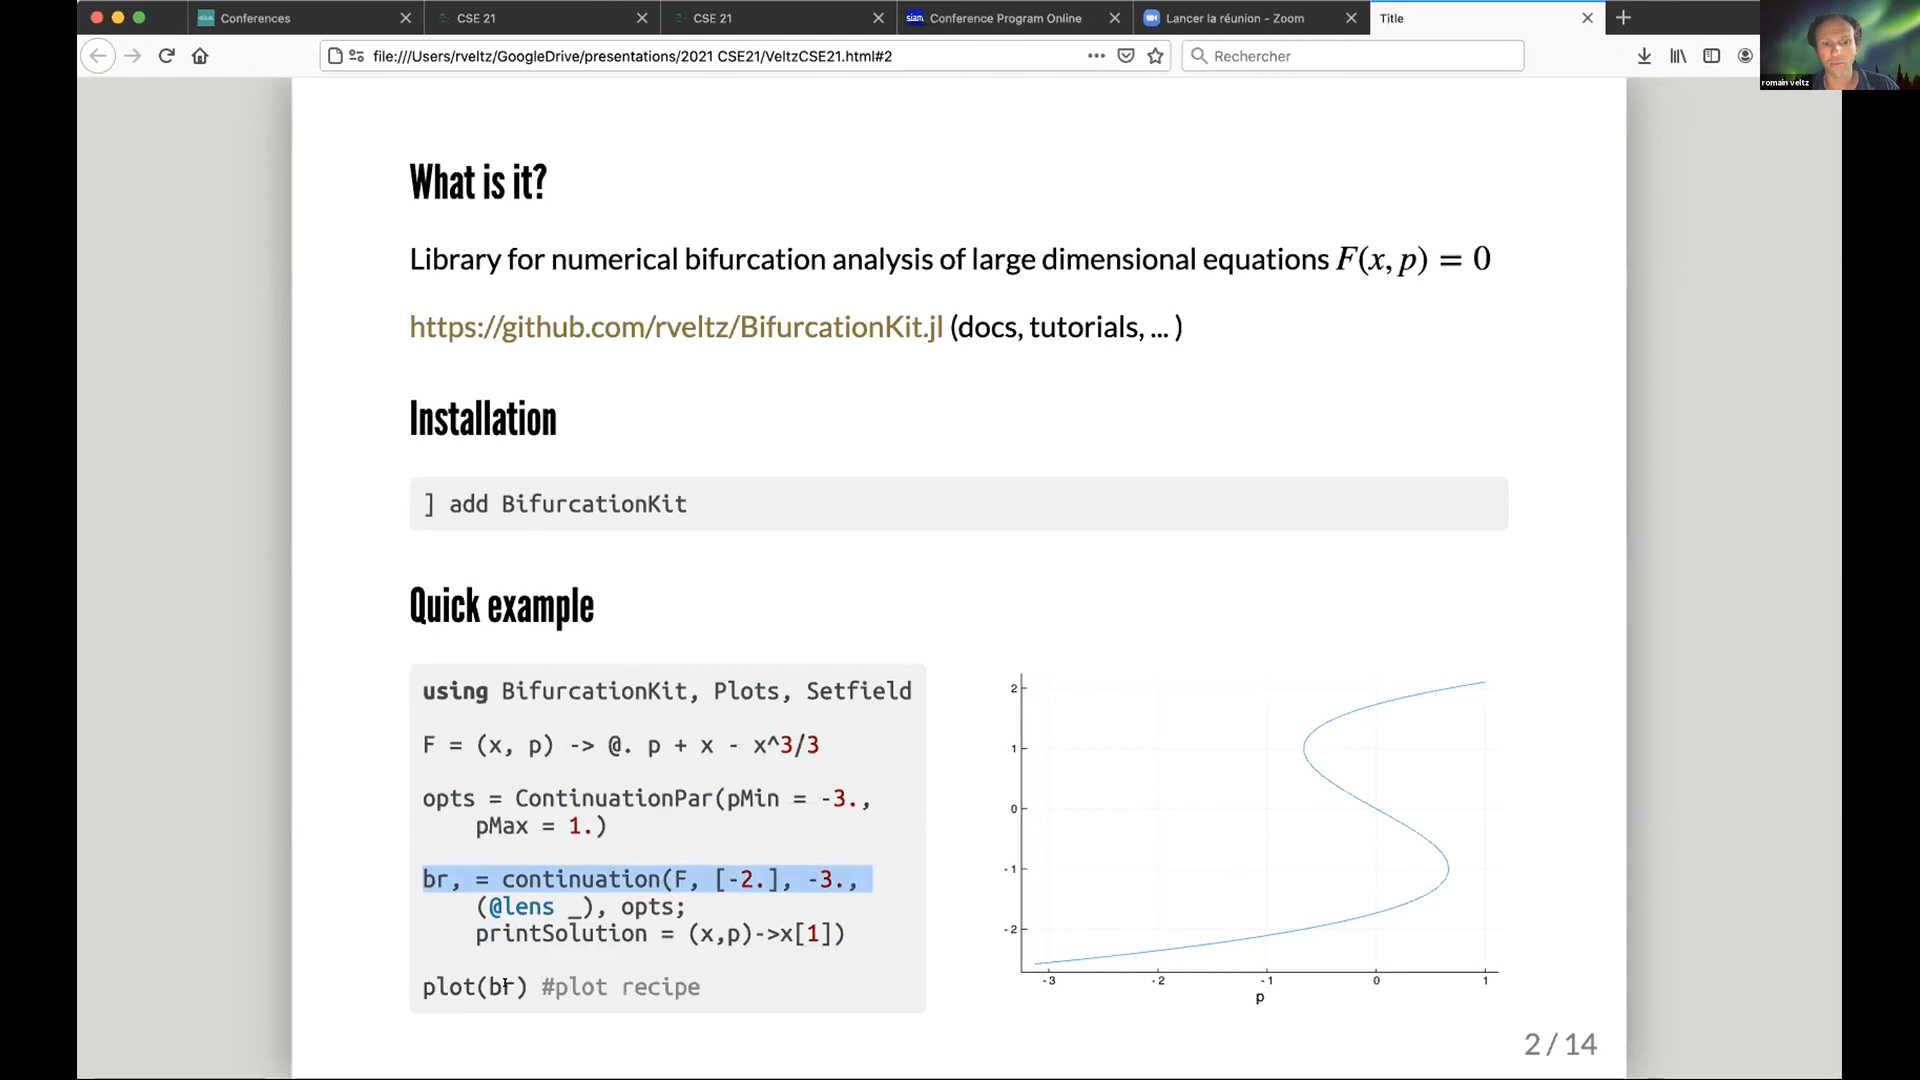 Conferences
CSE 21
CSE 21
siam Conference Program Online
Lancer la réunion - Zoom
Title
file:///Users/rveltz/GoogleDrive/presentations/2021 CSE21/VeltzCSE21.html#2
Rechercher
romain veltz
What is it?
Library for numerical bifurcation analysis of large dimensional equations F(x, p) = 0
https://github.com/rveltz/BifurcationKit.jl (docs, tutorials, ... )
Installation
] add BifurcationKit
Quick example
using BifurcationKit, Plots, Setfield
F = (x, p) -> @. p + x - x^3/3
opts = ContinuationPar(pMin = -3.,
pMax = 1.)
br, = continuation(F, [-2.], -3.,
(@lens _), opts;
printSolution = (x,p)->x[1])
plot(br) #plot recipe
2
1
0
-1
-2
-3 -2 -1 0 1
p
2 / 14